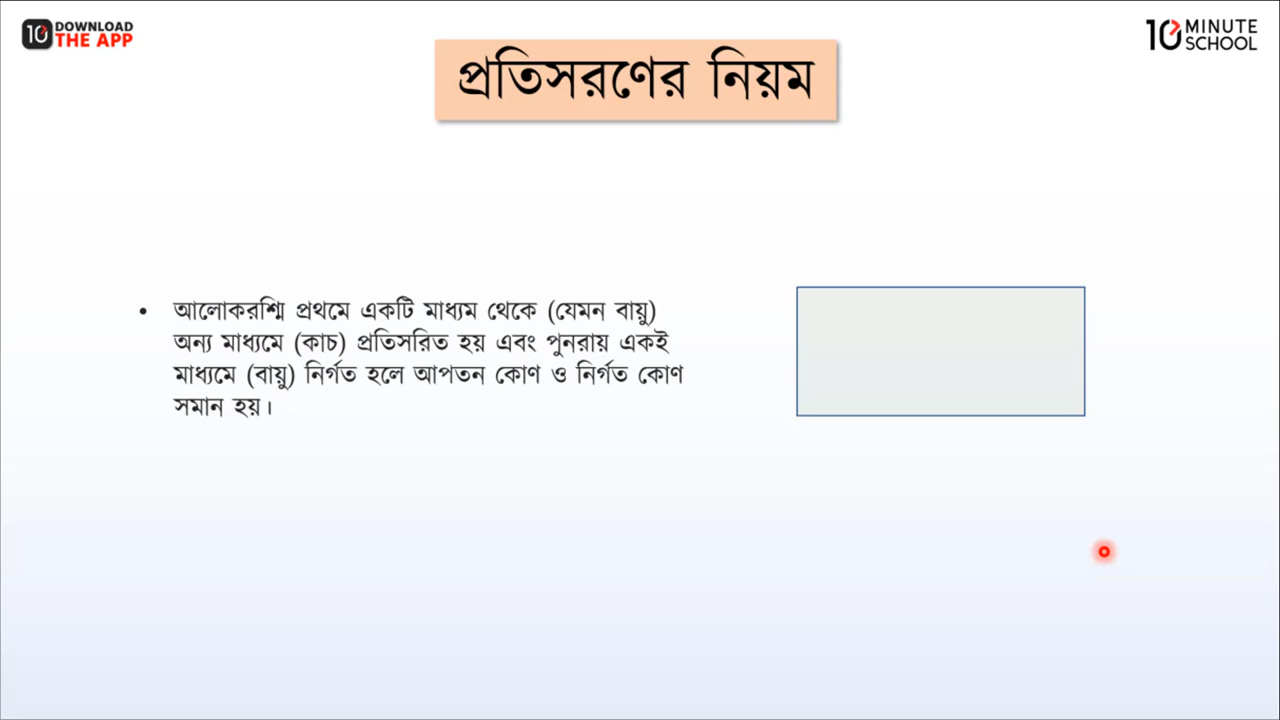 10 DOWNLOAD
THE APP
10 MINUTE
SCHOOL
প্রতিসরণের নিয়ম
• আলোকরশ্মি প্রথমে একটি মাধ্যম থেকে (যেমন বায়ু)
অন্য মাধ্যমে (কাচ) প্রতিসরিত হয় এবং পুনরায় একই
মাধ্যমে (বায়ু) নির্গত হলে আপতন কোণ ও নির্গত কোণ
সমান হয়।